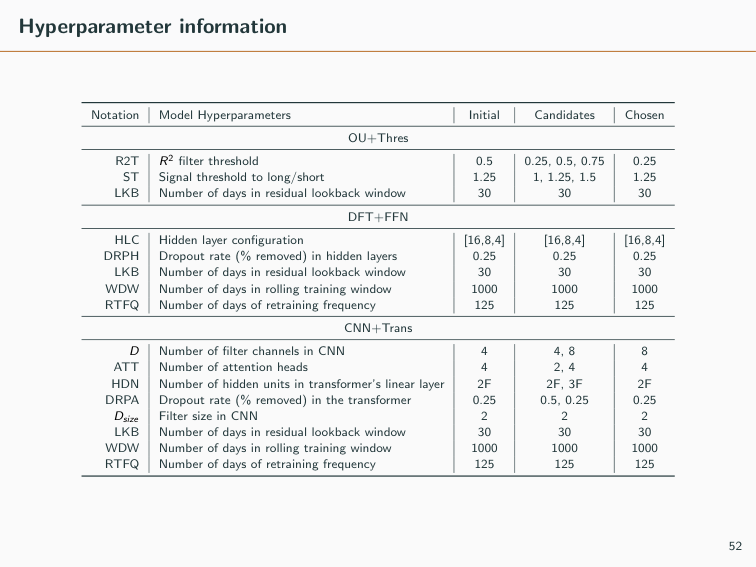 Hyperparameter information
Notation Model Hyperparameters Initial Candidates Chosen
OU+Thres
R2T R² filter threshold 0.5 0.25, 0.5, 0.75 0.25
ST Signal threshold to long/short 1.25 1, 1.25, 1.5 1.25
LKB Number of days in residual lookback window 30 30 30
DFT+FFN
HLC Hidden layer configuration [16,8,4] [16,8,4] [16,8,4]
DRPH Dropout rate (% removed) in hidden layers 0.25 0.25 0.25
LKB Number of days in residual lookback window 30 30 30
WDW Number of days in rolling training window 1000 1000 1000
RTFQ Number of days of retraining frequency 125 125 125
CNN+Trans
D Number of filter channels in CNN 4 4, 8 8
ATT Number of attention heads 4 2, 4 4
HDN Number of hidden units in transformer's linear layer 2F 2F, 3F 2F
DRPA Dropout rate (% removed) in the transformer 0.25 0.5, 0.25 0.25
Dsize Filter size in CNN 2 2 2
LKB Number of days in residual lookback window 30 30 30
WDW Number of days in rolling training window 1000 1000 1000
RTFQ Number of days of retraining frequency 125 125 125
52